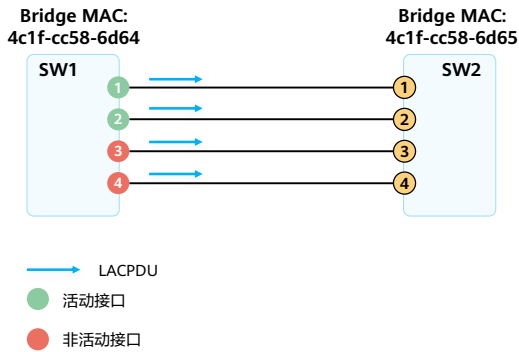 Bridge MAC:
4c1f-cc58-6d64
Bridge MAC:
4c1f-cc58-6d65
SW1
SW2
1
1
2
2
3
3
4
4
LACPDU
活动接口
非活动接口